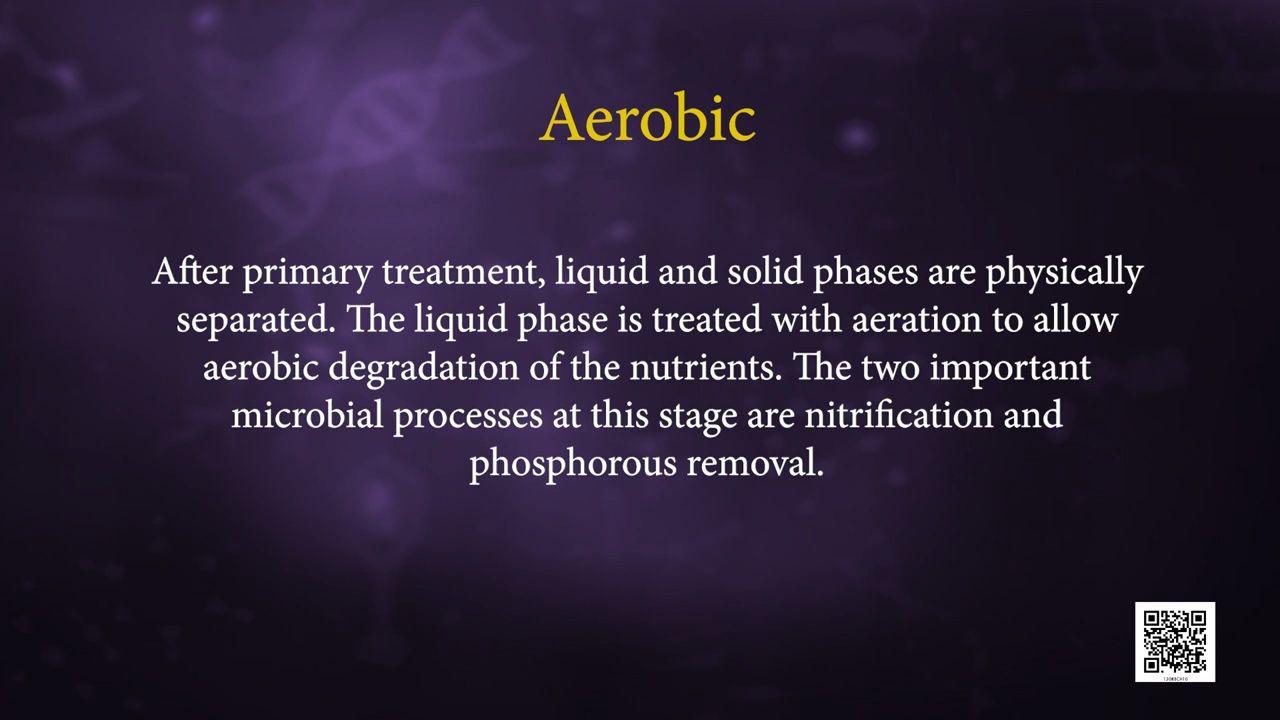 Aerobic
After primary treatment, liquid and solid phases are physically
separated. The liquid phase is treated with aeration to allow
aerobic degradation of the nutrients. The two important
microbial processes at this stage are nitrification and
phosphorous removal.